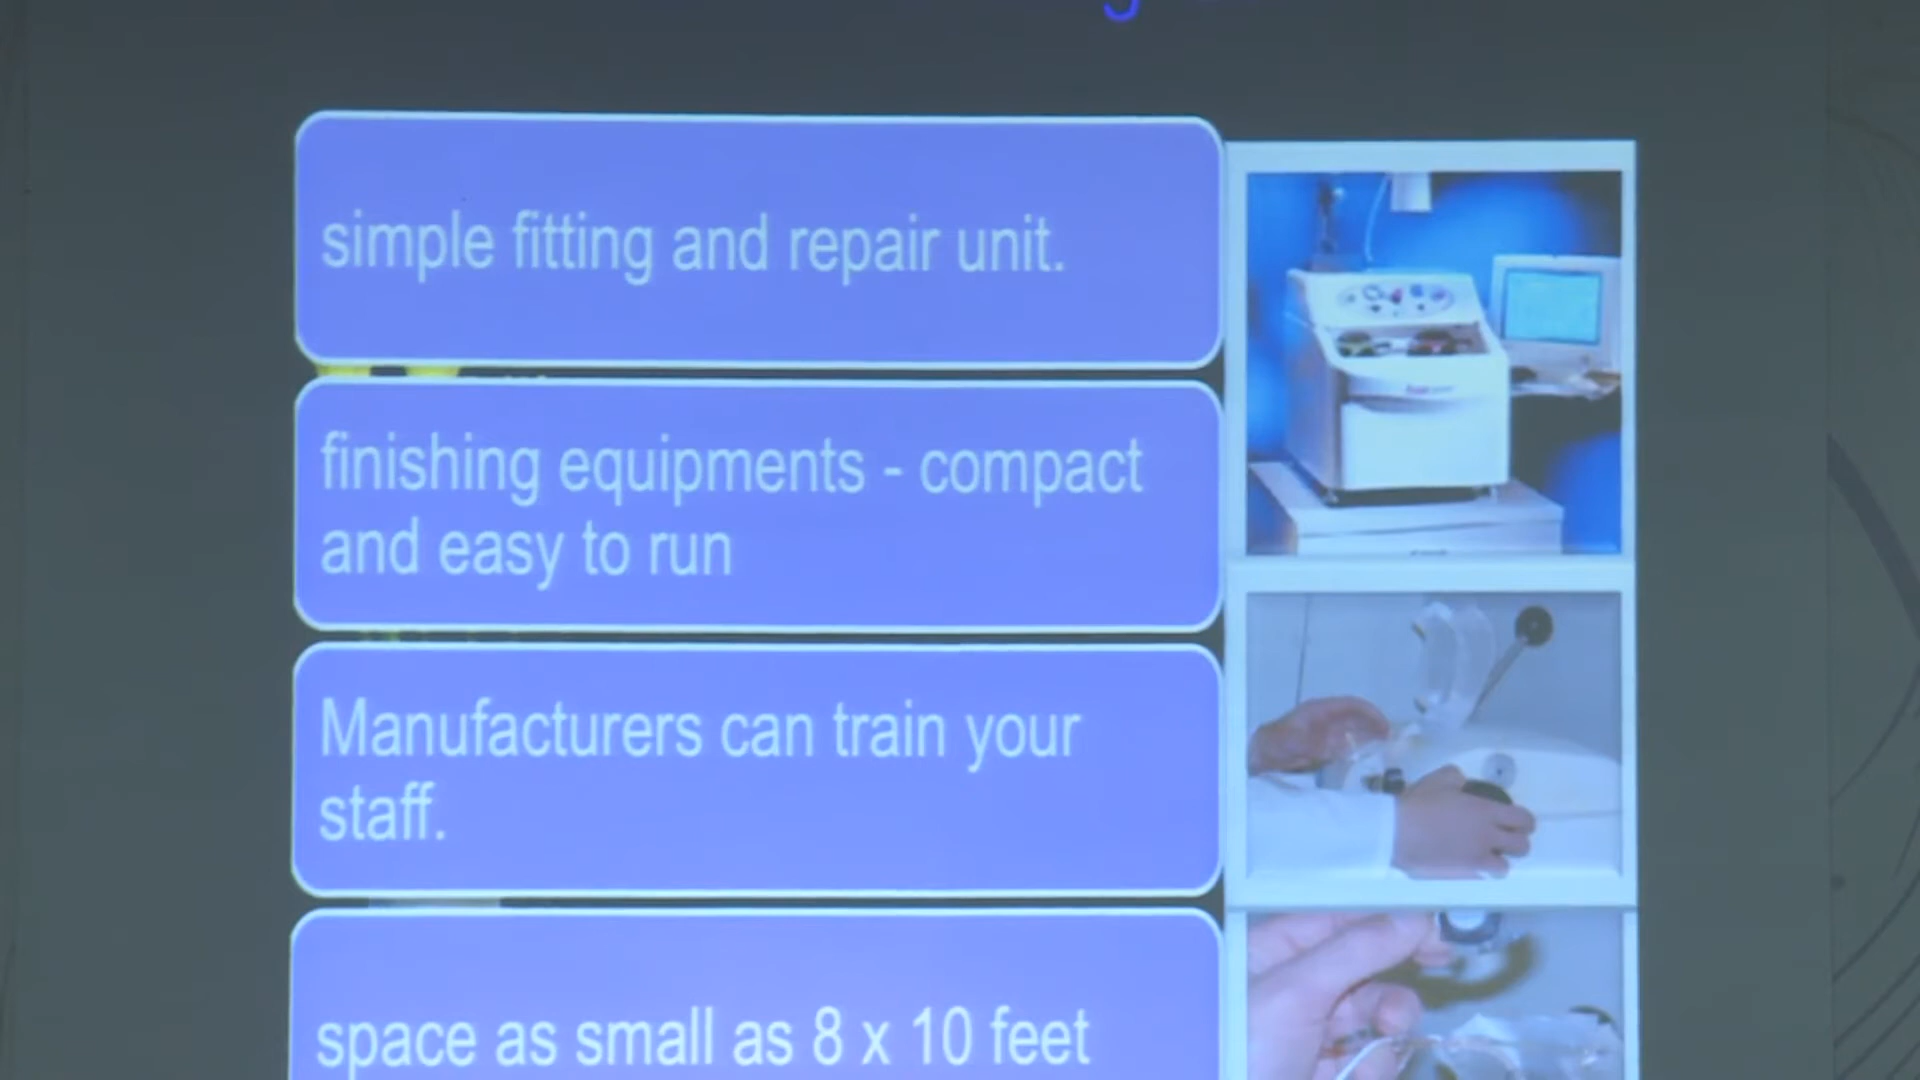 simple fitting and repair unit.
finishing equipments - compact
and easy to run
Manufacturers can train your
staff.
space as small as 8 x 10 feet